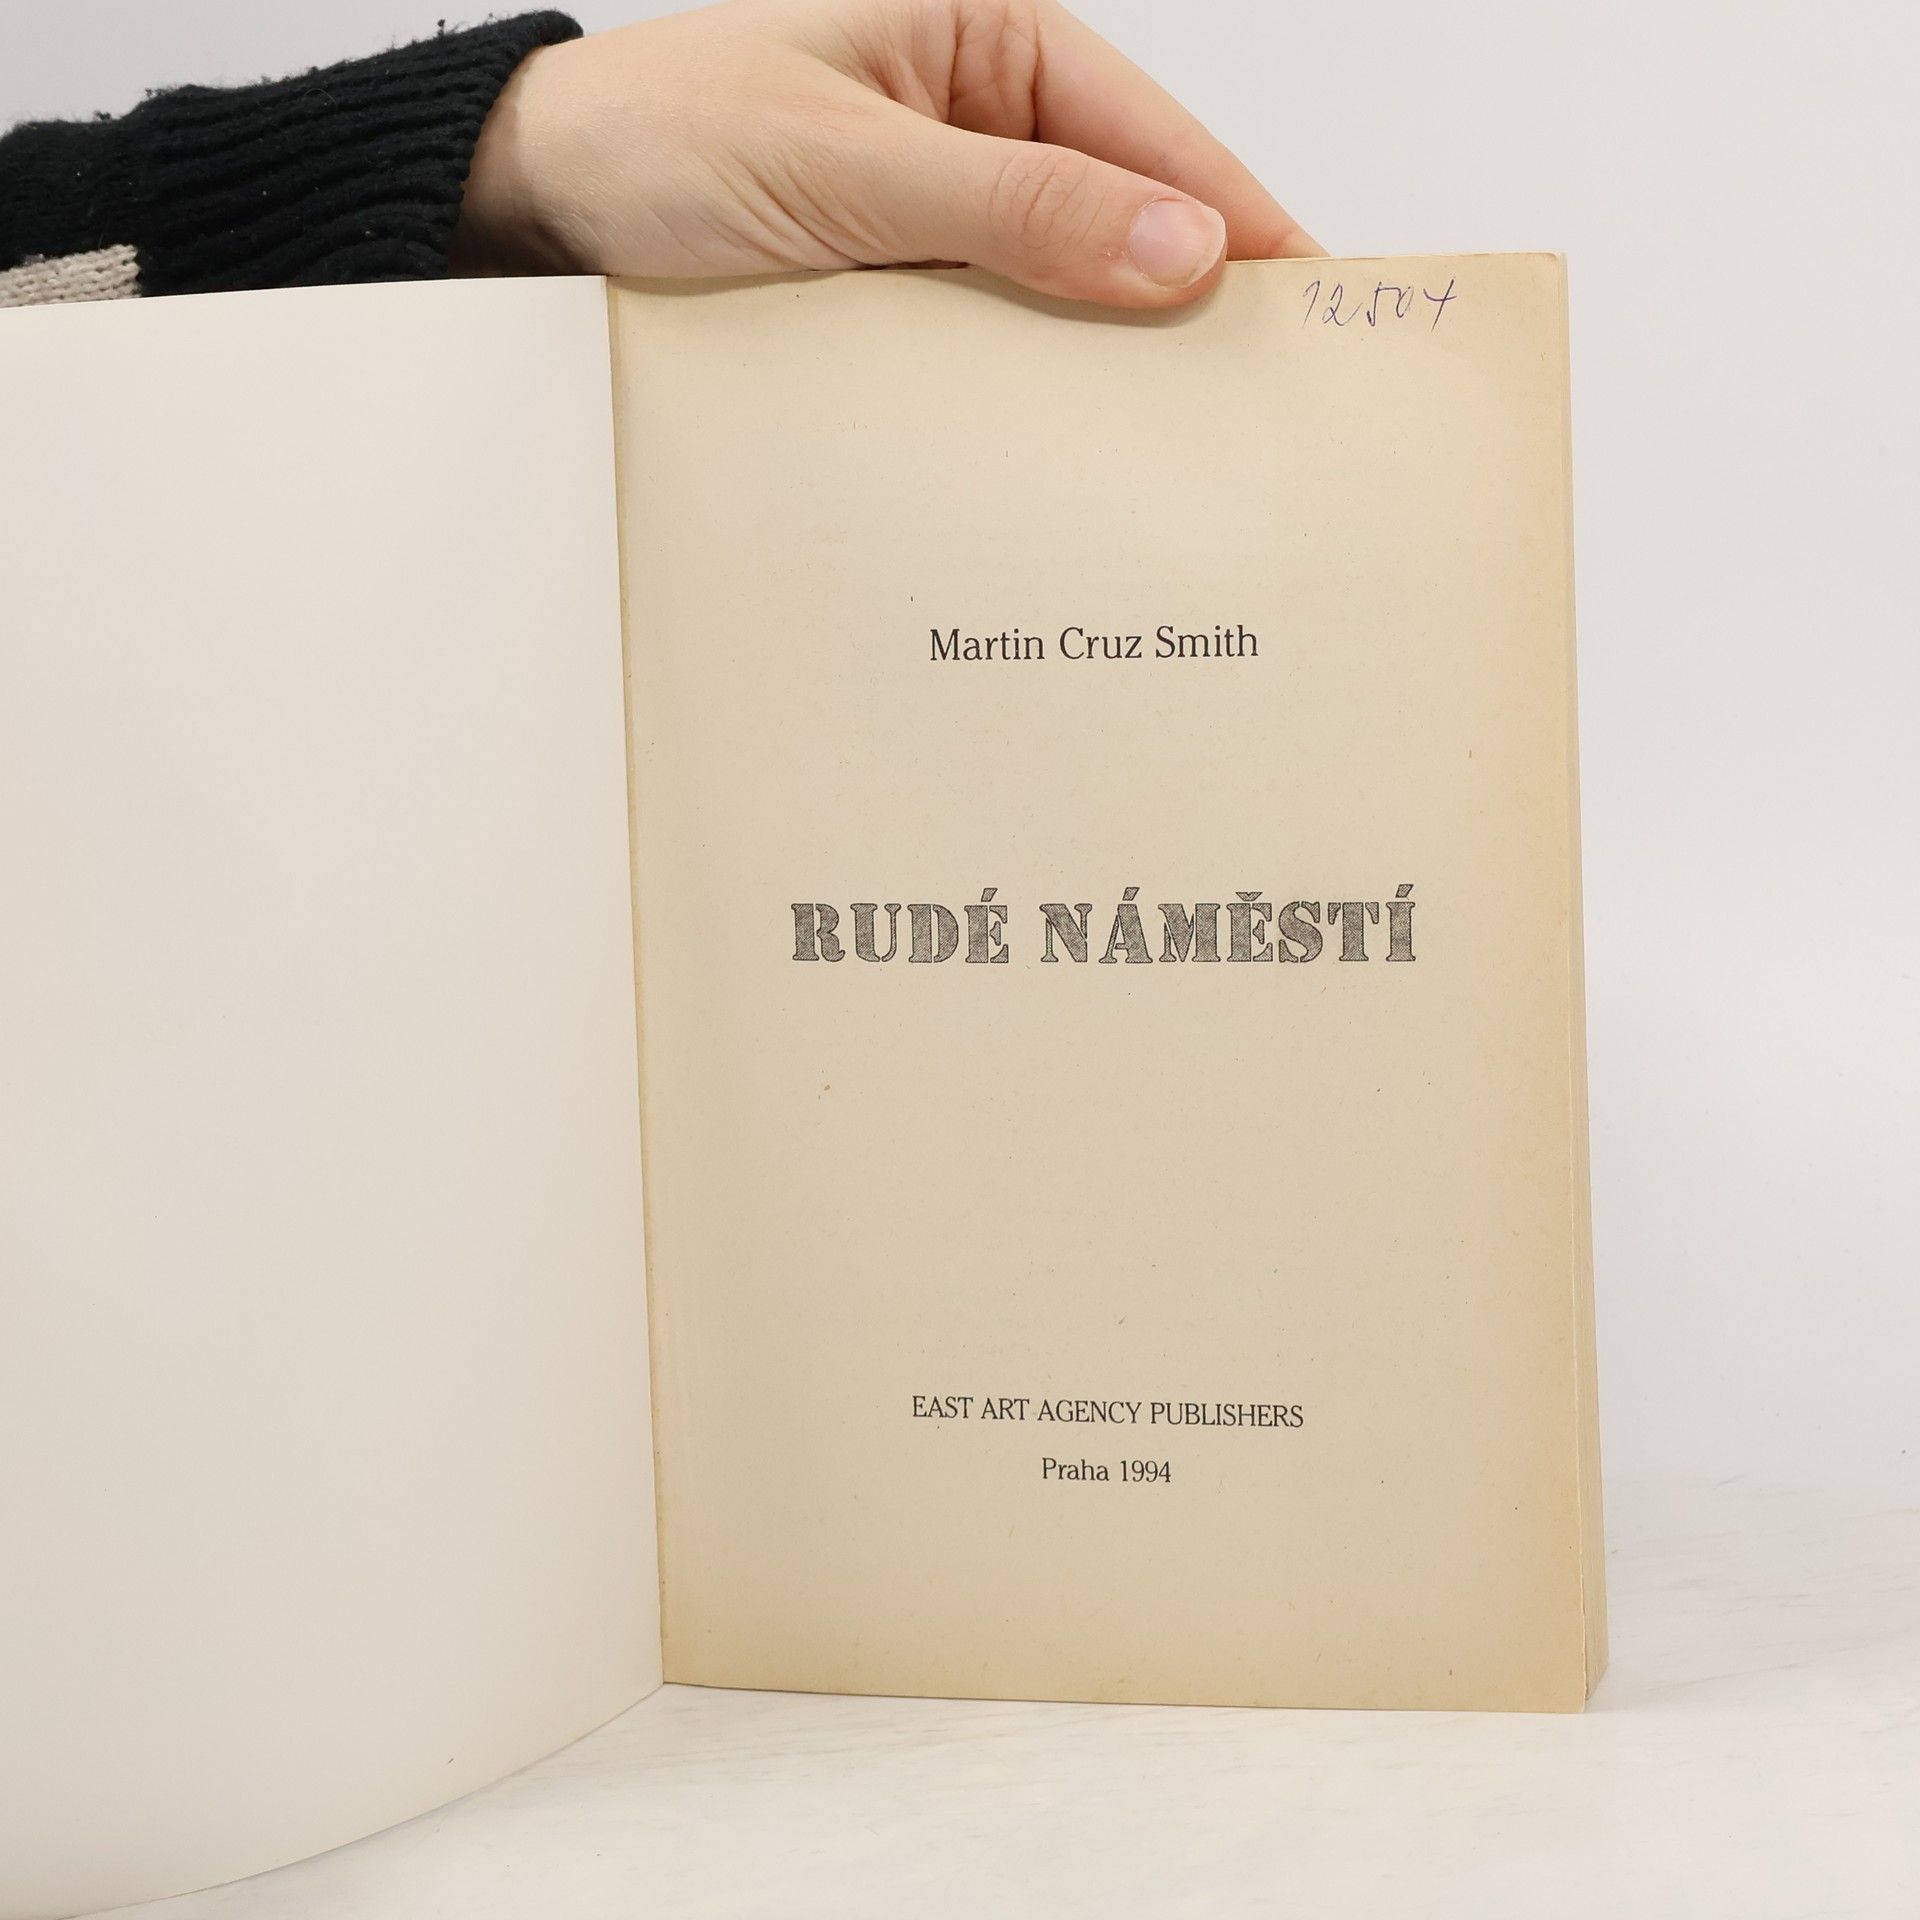 12504
Martin Cruz Smith
RUDÉ NÁMĚSTÍ
EAST ART AGENCY PUBLISHERS
Praha 1994